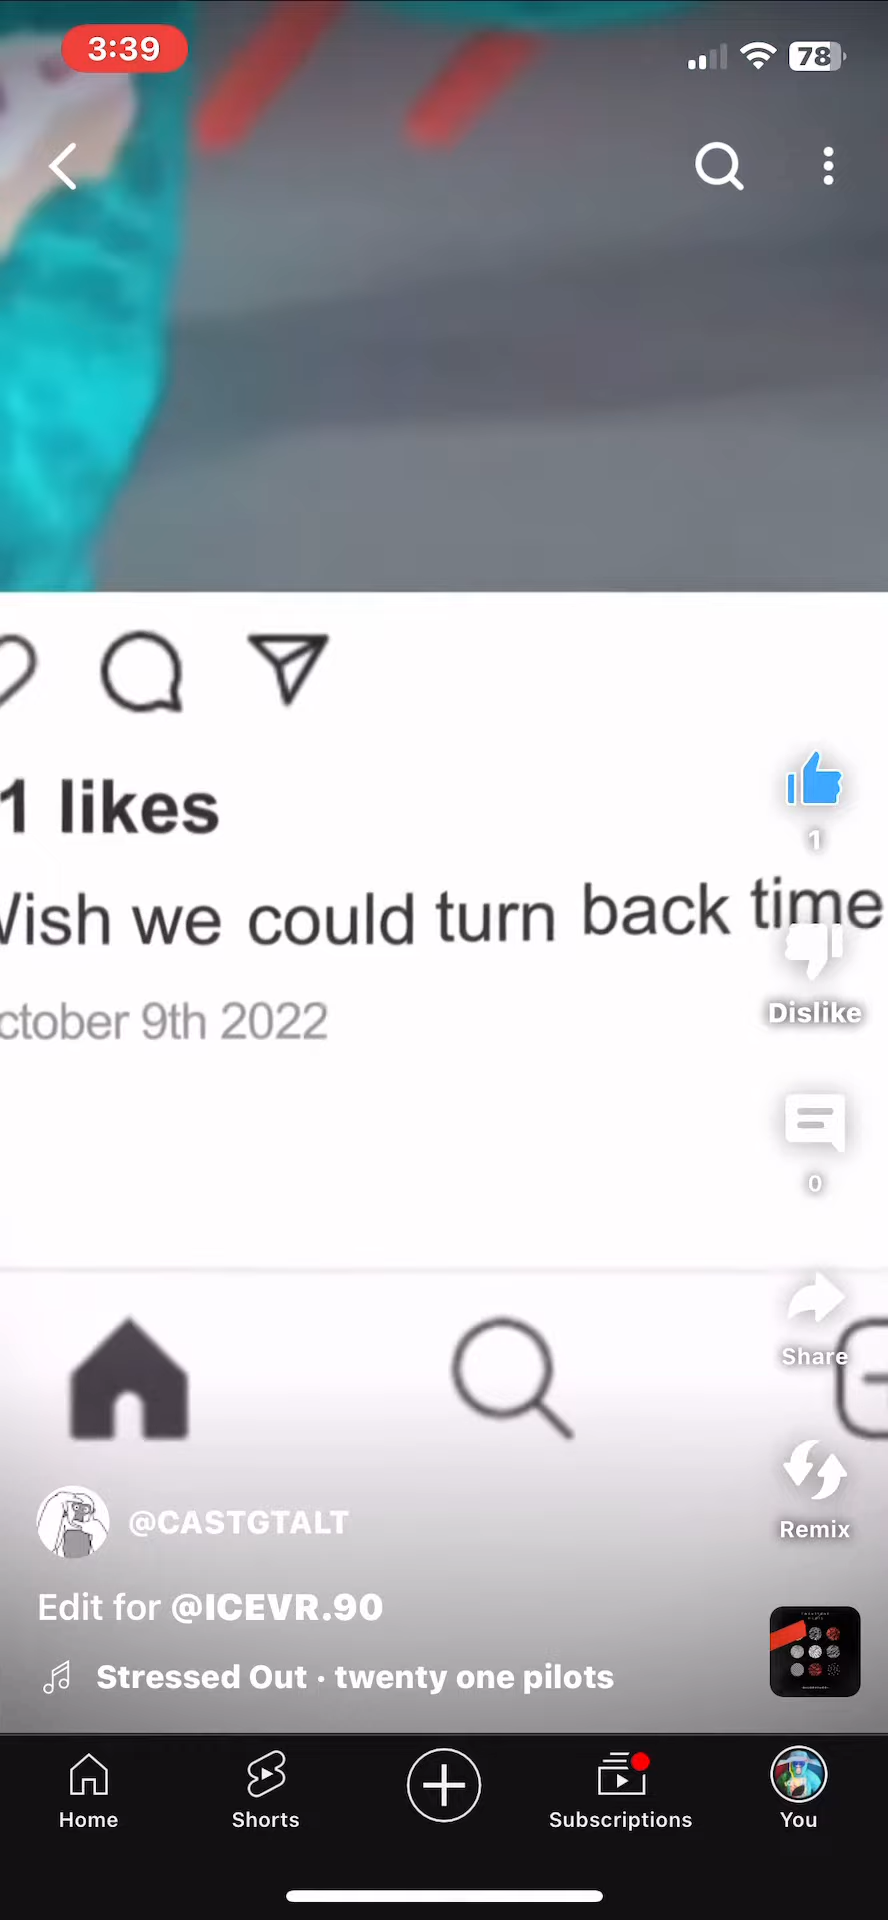 3:39
78
1 likes
Wish we could turn back time
ctober 9th 2022
1
Dislike
0
Share
Remix
@CASTGTALT
Edit for @ICEVR.90
Stressed Out · twenty one pilots
Home
Shorts
Subscriptions
You